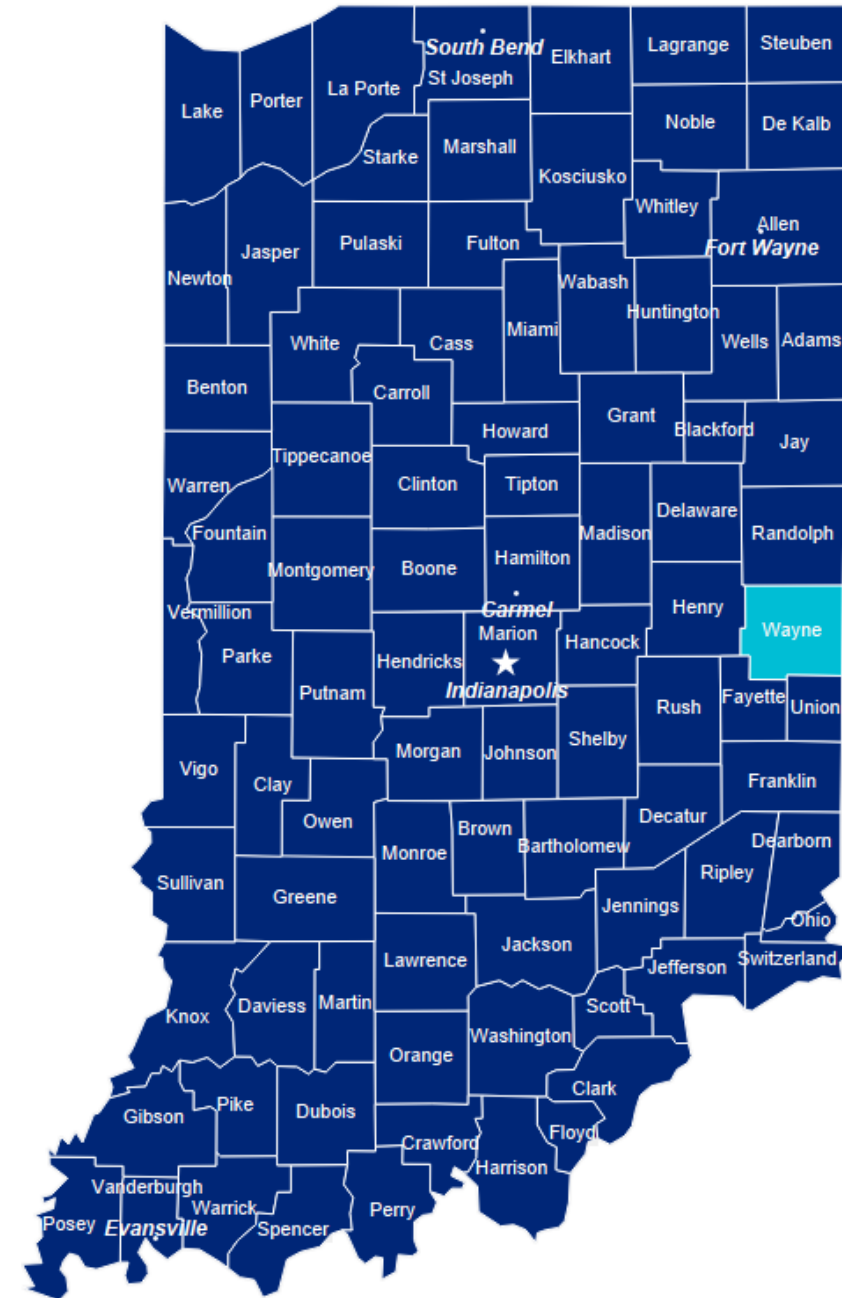 South Bend
St Joseph
Elkhart
Lagrange
Steuben
Lake
Porter
La Porte
Starke
Marshall
Noble
De Kalb
Kosciusko
Whitley
Allen
Fort Wayne
Newton
Jasper
Pulaski
Fulton
Wabash
Huntington
Miami
White
Cass
Wells
Adams
Benton
Carroll
Grant
Blackford
Howard
Jay
Tippecanoe
Warren
Clinton
Tipton
Delaware
Fountain
Madison
Randolph
Montgomery
Boone
Hamilton
Vermillion
Carmel
Marion
Henry
Wayne
Hancock
Parke
Hendricks
Putnam
Indianapolis
Fayette
Union
Rush
Vigo
Morgan
Johnson
Shelby
Clay
Franklin
Owen
Brown
Decatur
Dearborn
Monroe
Bartholomew
Ripley
Sullivan
Greene
Jennings
Ohio
Jackson
Lawrence
Jefferson
Switzerland
Knox
Daviess
Martin
Scott
Washington
Orange
Clark
Gibson
Pike
Dubois
Floyd
Crawford
Harrison
Vanderburgh
Posey
Evansville
Warrick
Spencer
Perry